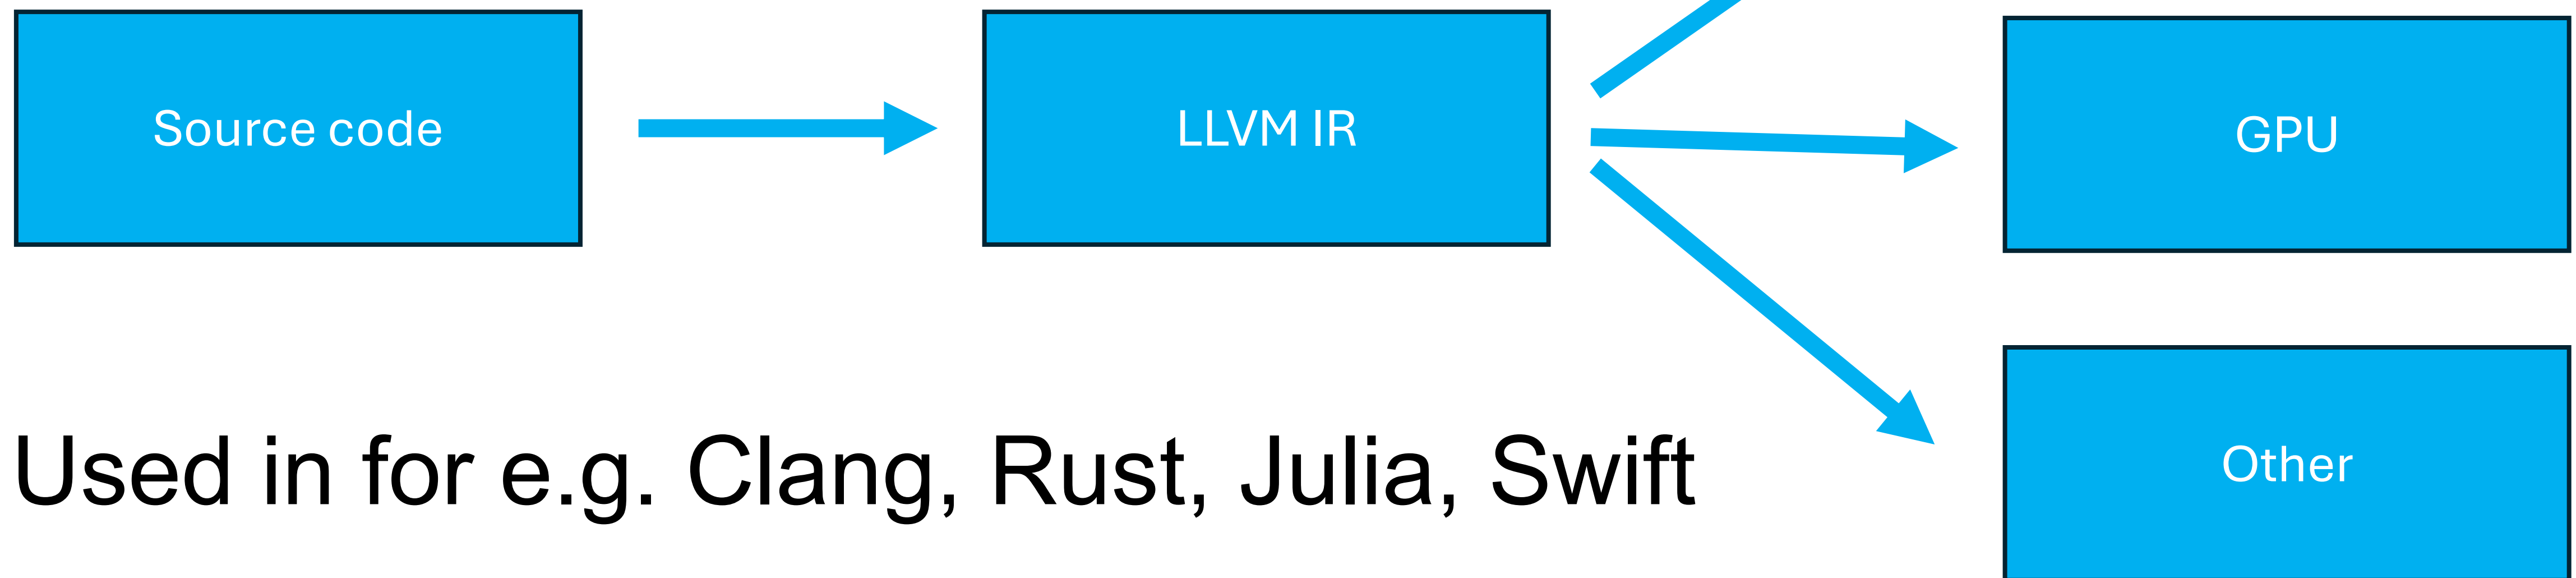 Source code
LLVM IR
GPU
Other
Used in for e.g. Clang, Rust, Julia, Swift